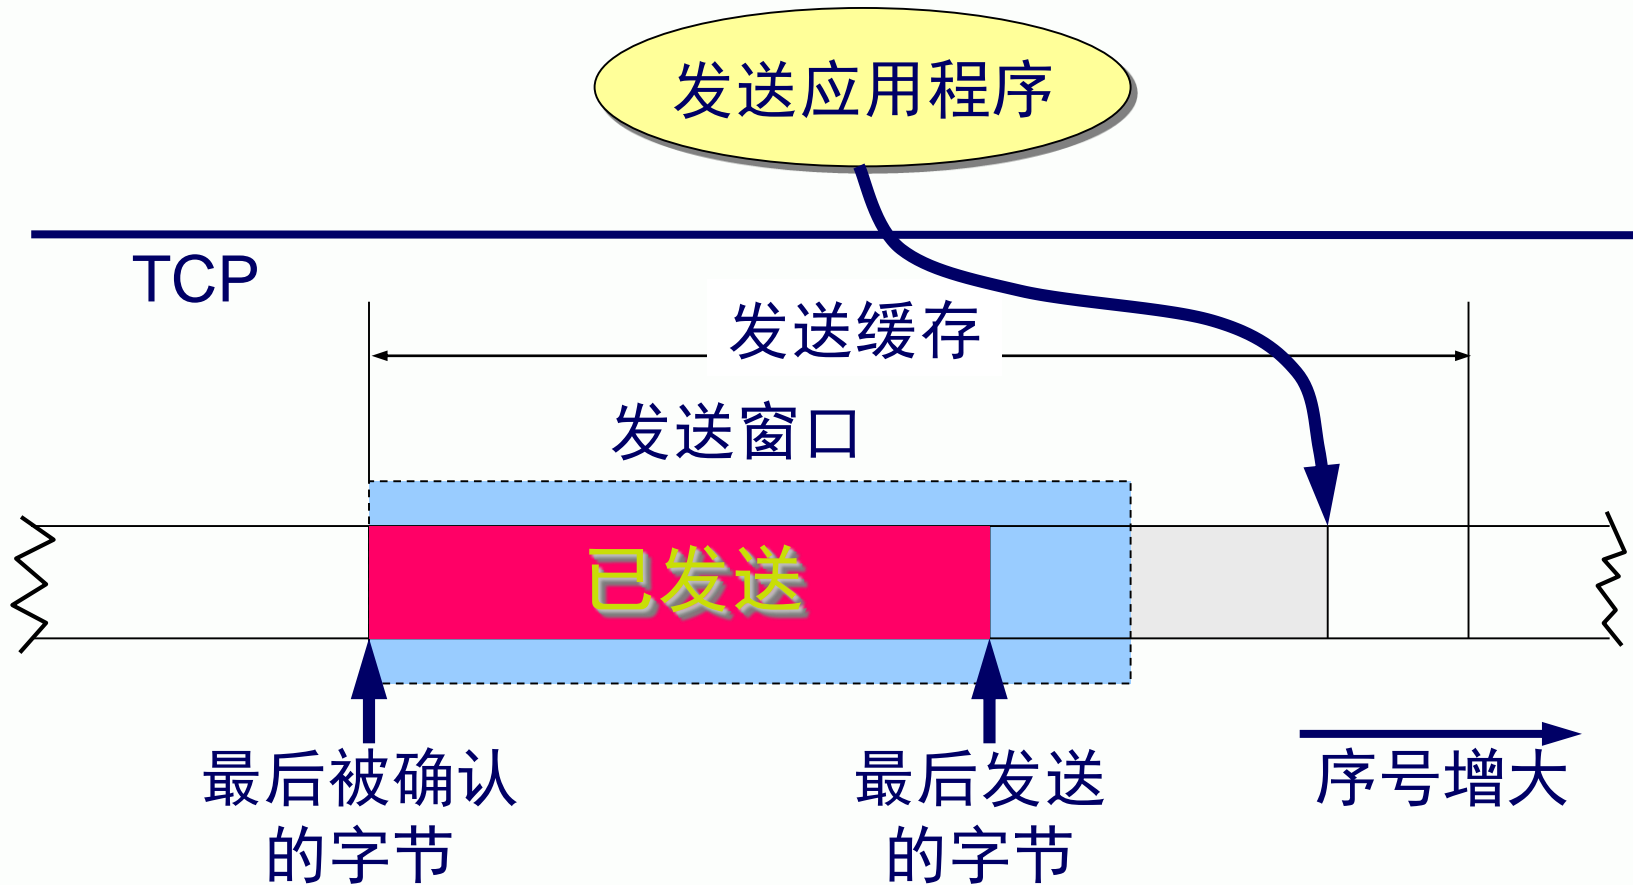 发送应用程序
TCP
发送缓存
发送窗口
已发送
最后被确认
的字节
最后发送
的字节
序号增大